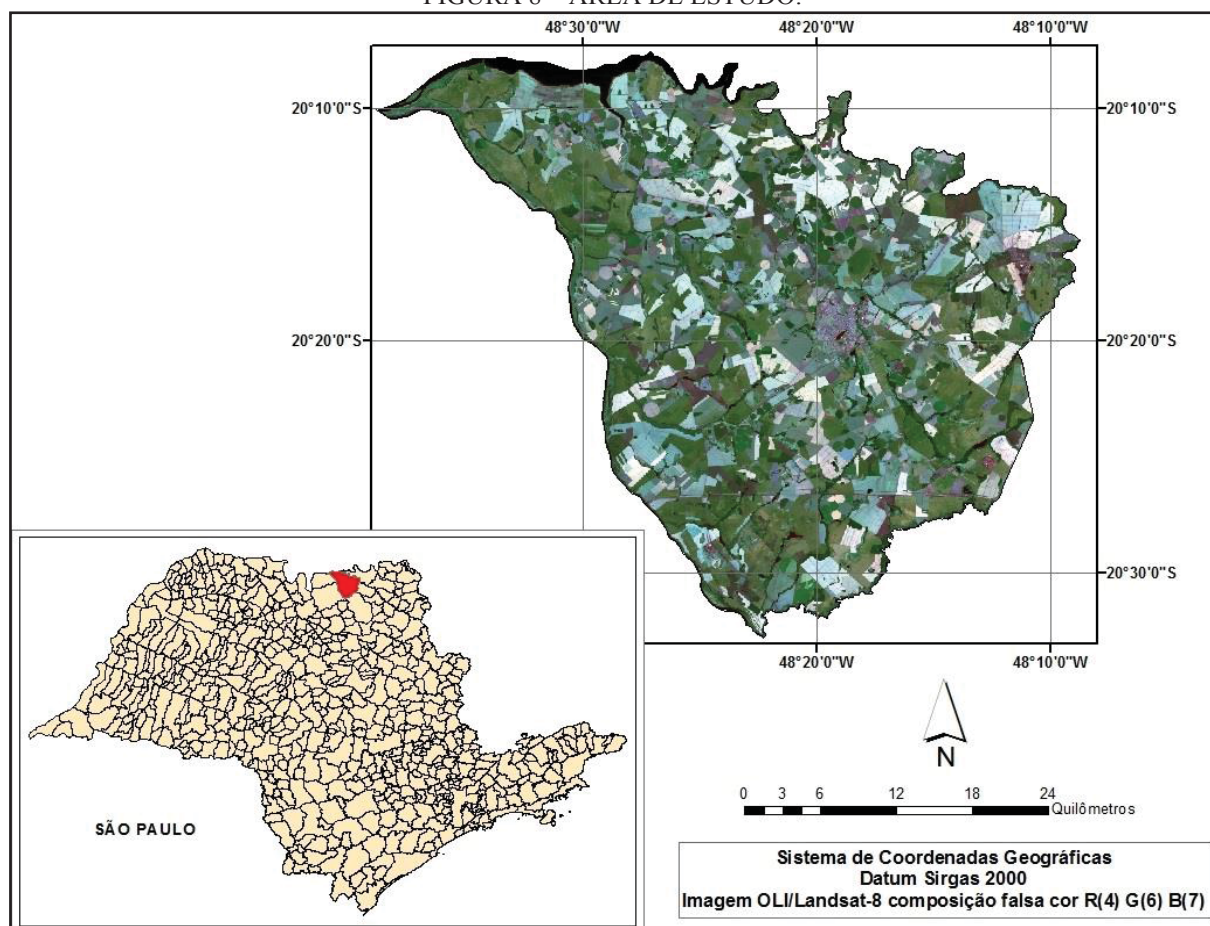 48°30'0"W 48°20'0"W 48°10'0"W
20°10'0"S 20°10'0"S
20°20'0"S 20°20'0"S
20°30'0"S
48°20'0"W 48°10'0"W
N
0 3 6 12 18 24
Quilômetros
SÃO PAULO
Sistema de Coordenadas Geográficas
Datum Sirgas 2000
Imagem OLI/Landsat-8 composição falsa cor R(4) G(6) B(7)